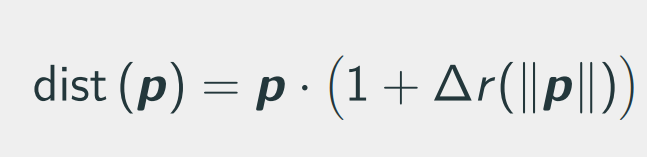 dist (p) = p · (1 + Δr(‖p‖))